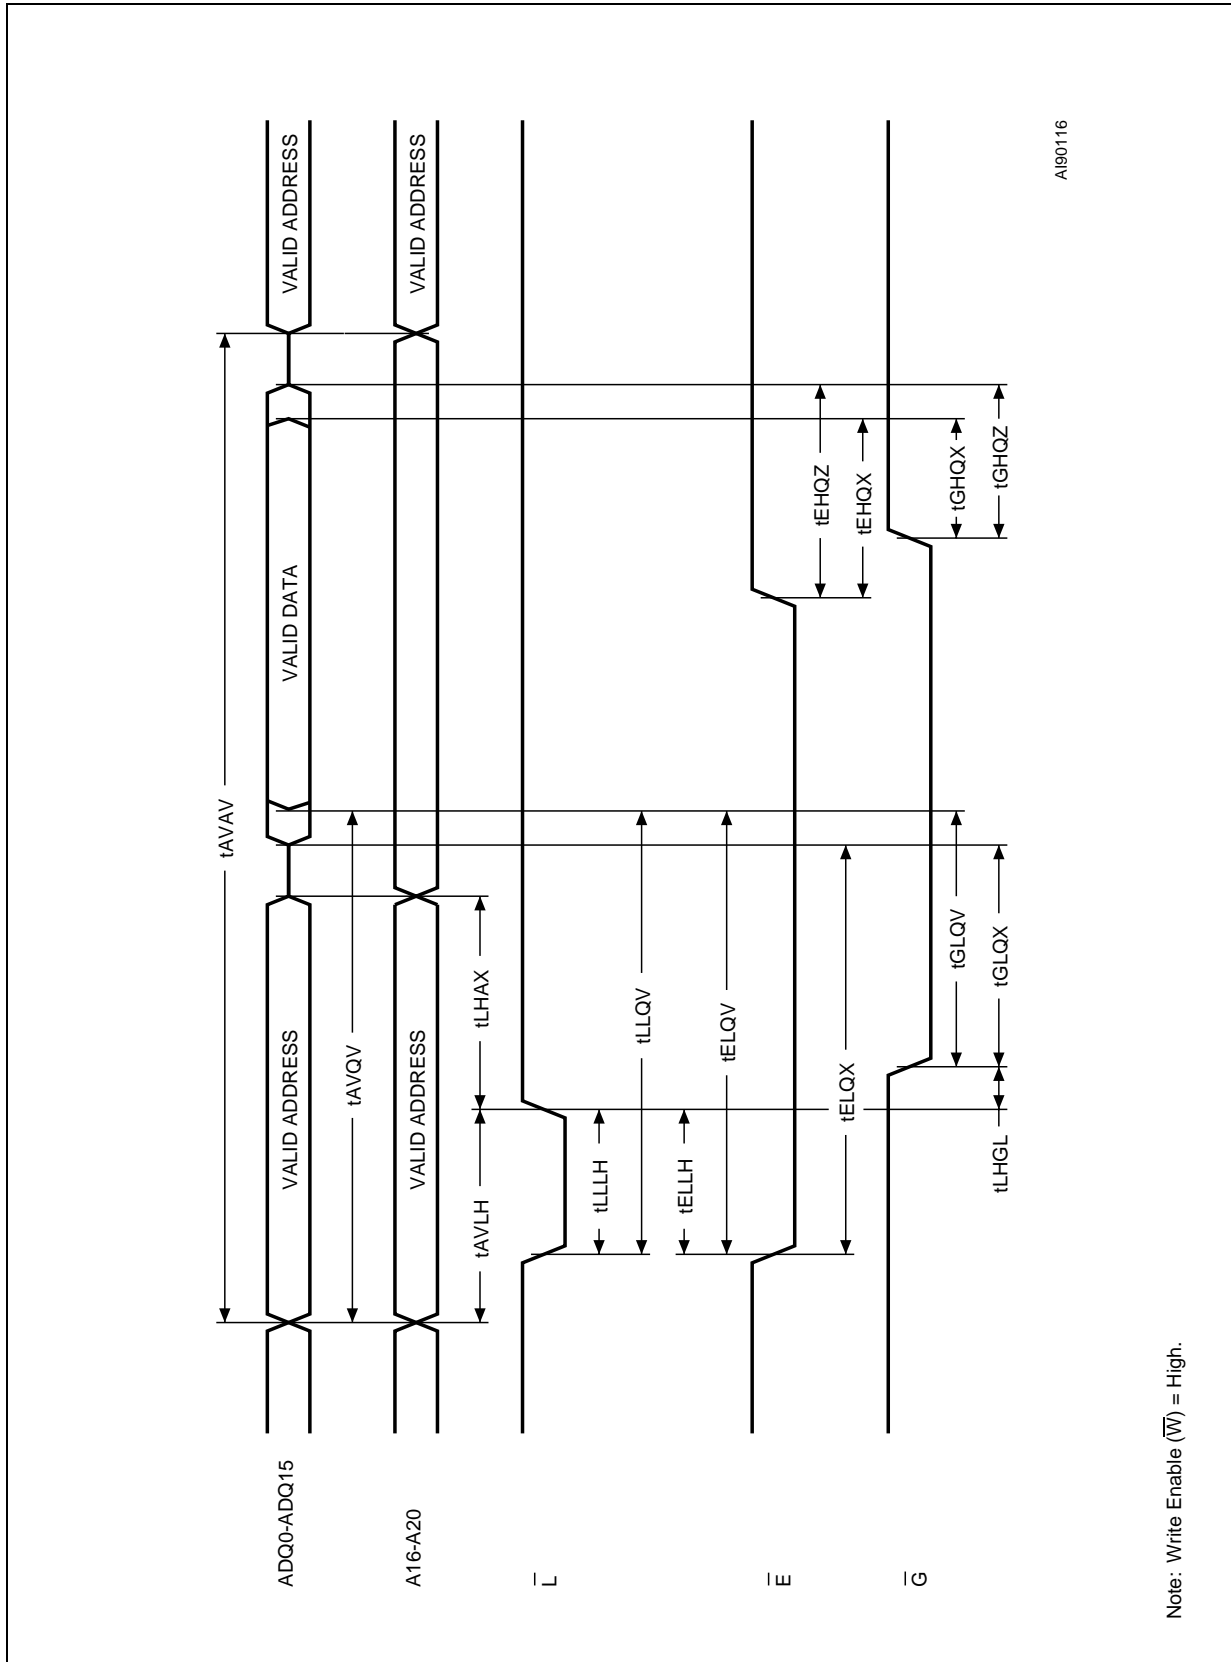 tAVAV
ADQ0-ADQ15
VALID ADDRESS
VALID DATA
VALID ADDRESS
tAVQV
A16-A20
VALID ADDRESS
VALID ADDRESS
tAVLH
tLHAX
L̅
tLLLH
tLLQV
tELLH
tELQV
E̅
tEHQZ
tELQX
tEHQX
G̅
tGLQV
tGHQX
tLHGL
tGLQX
tGHQZ
AI90116
Note: Write Enable (W̅) = High.